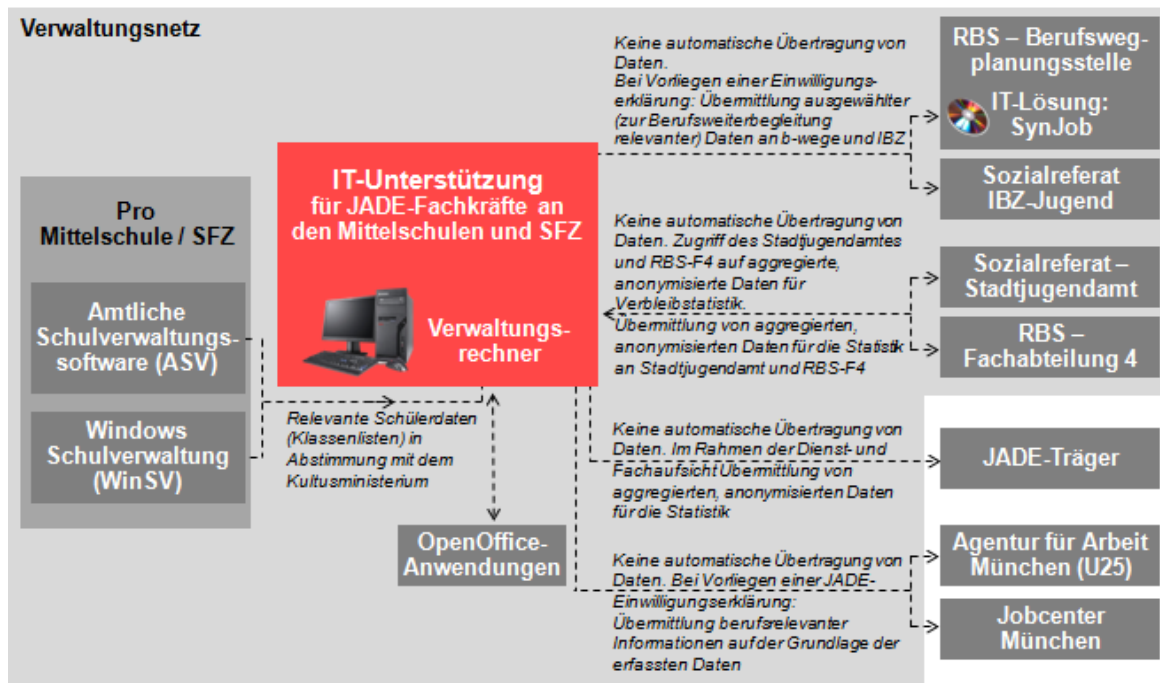 Verwaltungsnetz
Pro
Mittelschule / SFZ
Amtliche
Schulverwaltungs-
software (ASV)
Windows
Schulverwaltung
(WinSV)
IT-Unterstützung
für JADE-Fachkräfte an
den Mittelschulen und SFZ
Verwaltungs-
rechner
Relevante Schülerdaten
(Klassenlisten) in
Abstimmung mit dem
Kultusministerium
OpenOffice-
Anwendungen
Keine automatische Übertragung von
Daten.
Bei Vorliegen einer Einwilligungs-
erklärung: Übermittlung ausgewählter
(zur Berufsweiterbegleitung
relevanter) Daten an b-wege und IBZ
Keine automatische Übertragung von
Daten. Zugriff des Stadtjugendamtes
und RBS-F4 auf aggregierte,
anonymisierte Daten für
Verbleibstatistik.
Übermittlung von aggregierten,
anonymisierten Daten für die Statistik
an Stadtjugendamt und RBS-F4
Keine automatische Übertragung von
Daten. Im Rahmen der Dienst- und
Fachaufsicht Übermittlung von
aggregierten, anonymisierten Daten
für die Statistik
Keine automatische Übertragung von
Daten. Bei Vorliegen einer JADE-
Einwilligungserklärung:
Übermittlung berufsrelevanter
Informationen auf der Grundlage der
erfassten Daten
RBS – Berufsweg-
planungsstelle
IT-Lösung:
SynJob
Sozialreferat
IBZ-Jugend
Sozialreferat –
Stadtjugendamt
RBS –
Fachabteilung 4
JADE-Träger
Agentur für Arbeit
München (U25)
Jobcenter
München